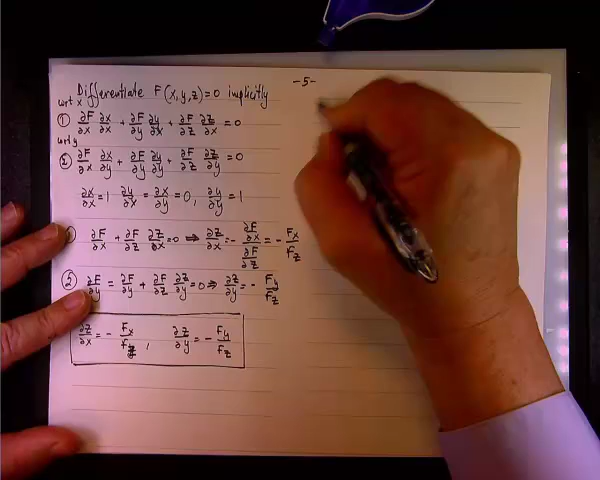 -5-
Differentiate F(x,y,z)=0 implicitly
wrt x
① ∂F/∂x ∂x/∂x + ∂F/∂y ∂y/∂x + ∂F/∂z ∂z/∂x = 0
wrt y
② ∂F/∂x ∂x/∂y + ∂F/∂y ∂y/∂y + ∂F/∂z ∂z/∂y = 0
∂x/∂x = 1 ∂y/∂x = ∂x/∂y = 0, ∂y/∂y = 1
∂F/∂x + ∂F/∂z ∂z/∂x = 0 ⇒ ∂z/∂x = - (∂F/∂x)/(∂F/∂z) = - Fx/Fz
② ∂F/∂y = ∂F/∂y + ∂F/∂z ∂z/∂y = 0 ⇒ ∂z/∂y = - Fy/Fz
∂z/∂x = - Fx/Fz, ∂z/∂y = - Fy/Fz